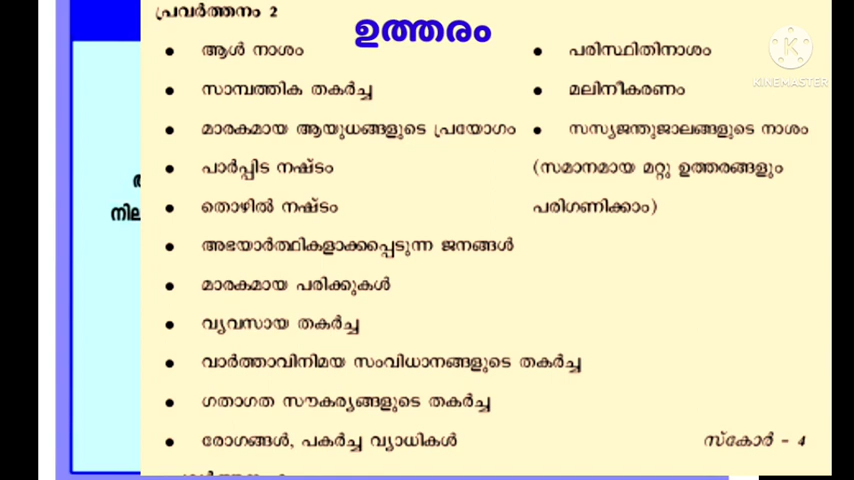 പ്രവർത്തനം 2
ഉത്തരം
ആൾ നാശം
സാമ്പത്തിക തകർച്ച
മാരകമായ ആയുധങ്ങളുടെ പ്രയോഗം
പാർപ്പിട നഷ്ടം
തൊഴിൽ നഷ്ടം
അഭയാർത്ഥികളാക്കപ്പെടുന്ന ജനങ്ങൾ
മാരകമായ പരിക്കുകൾ
വ്യവസായ തകർച്ച
വാർത്താവിനിമയ സംവിധാനങ്ങളുടെ തകർച്ച
ഗതാഗത സൗകര്യങ്ങളുടെ തകർച്ച
രോഗങ്ങൾ, പകർച്ച വ്യാധികൾ
പരിസ്ഥിതിനാശം
മലിനീകരണം
സസ്യജന്തുജാലങ്ങളുടെ നാശം
(സമാനമായ മറ്റു ഉത്തരങ്ങളും
പരിഗണിക്കാം)
സ്കോർ - 4
KINEMASTER